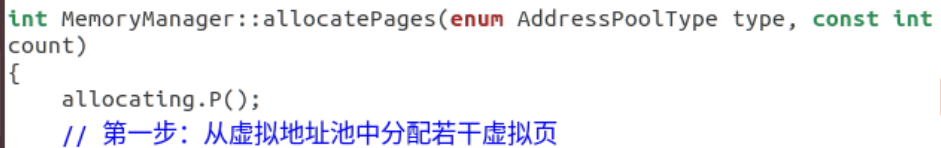 int MemoryManager::allocatePages(enum AddressPoolType type, const int
count)
{
    allocating.P();
    // 第一步：从虚拟地址池中分配若干虚拟页